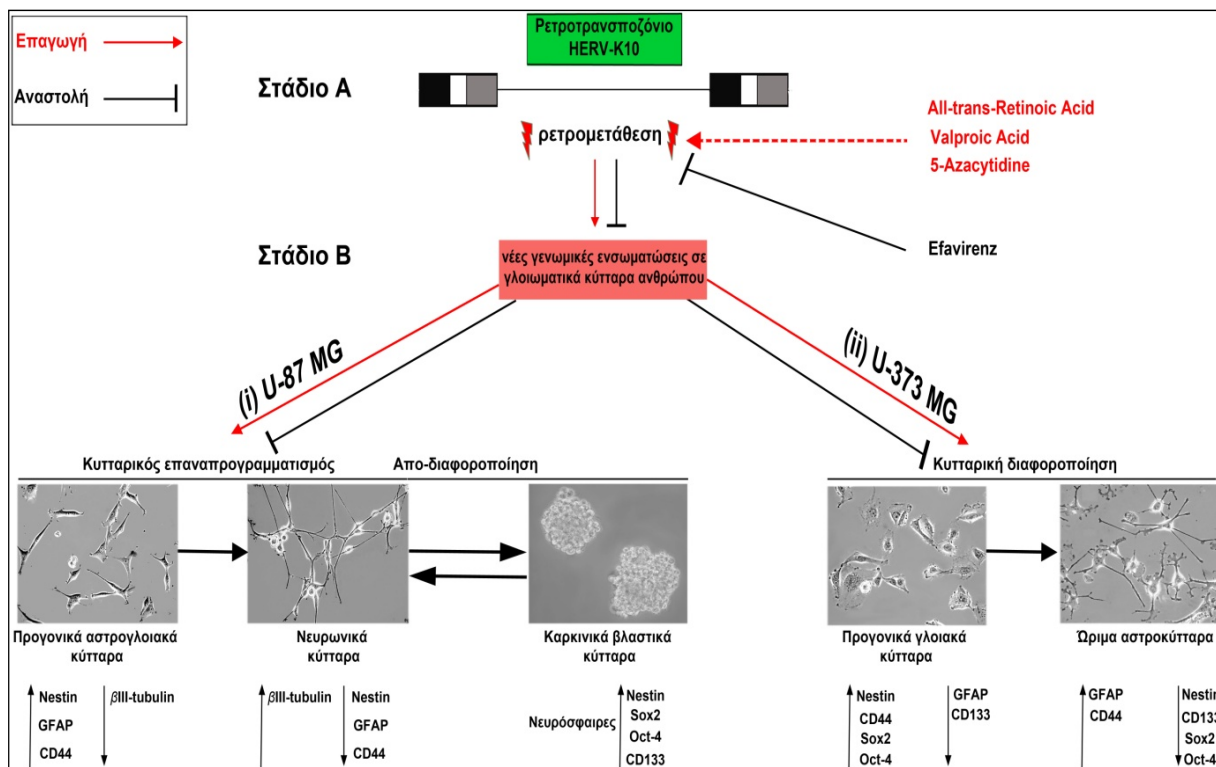 Επαγωγή
Αναστολή
Ρετροτρανσποζόνιο
HERV-K10
Στάδιο Α
ρετρομετάθεση
All-trans-Retinoic Acid
Valproic Acid
5-Azacytidine
Efavirenz
Στάδιο Β
νέες γενωμικές ενσωματώσεις σε
γλοιωματικά κύτταρα ανθρώπου
(i) U-87 MG
(ii) U-373 MG
Κυτταρικός επαναπρογραμματισμός
Απο-διαφοροποίηση
Κυτταρική διαφοροποίηση
Προγονικά αστρογλοιακά
κύτταρα
Νευρωνικά
κύτταρα
Καρκινικά βλαστικά
κύτταρα
Προγονικά γλοιακά
κύτταρα
Ώριμα αστροκύτταρα
Nestin
GFAP
CD44
βIII-tubulin
βIII-tubulin
Nestin
GFAP
CD44
Νευρόσφαιρες
Nestin
Sox2
Oct-4
CD133
Nestin
CD44
Sox2
Oct-4
GFAP
CD133
GFAP
CD44
Nestin
CD133
Sox2
Oct-4